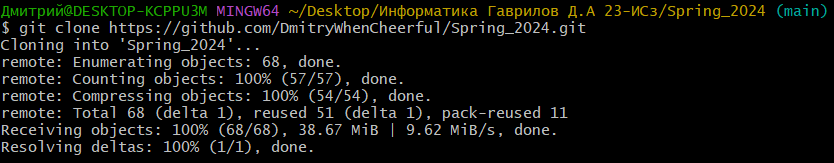 Дмитрий@DESKTOP-KCPPU3M MINGW64 ~/Desktop/Информатика Гаврилов Д.А 23-ИСз/Spring_2024 (main)
$ git clone https://github.com/DmitryWhenCheerful/Spring_2024.git
Cloning into 'Spring_2024'...
remote: Enumerating objects: 68, done.
remote: Counting objects: 100% (57/57), done.
remote: Compressing objects: 100% (54/54), done.
remote: Total 68 (delta 1), reused 51 (delta 1), pack-reused 11
Receiving objects: 100% (68/68), 38.67 MiB | 9.62 MiB/s, done.
Resolving deltas: 100% (1/1), done.